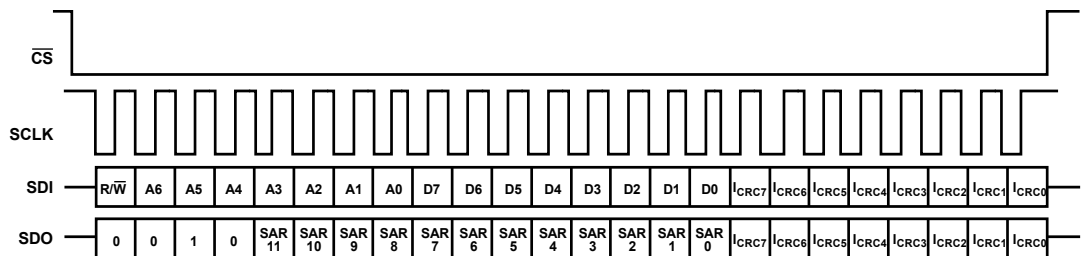 CS
SCLK
SDI R/W A6 A5 A4 A3 A2 A1 A0 D7 D6 D5 D4 D3 D2 D1 D0 ICRC7 ICRC6 ICRC5 ICRC4 ICRC3 ICRC2 ICRC1 ICRC0
SDO 0 0 1 0 SAR 11 SAR 10 SAR 9 SAR 8 SAR 7 SAR 6 SAR 5 SAR 4 SAR 3 SAR 2 SAR 1 SAR 0 ICRC7 ICRC6 ICRC5 ICRC4 ICRC3 ICRC2 ICRC1 ICRC0